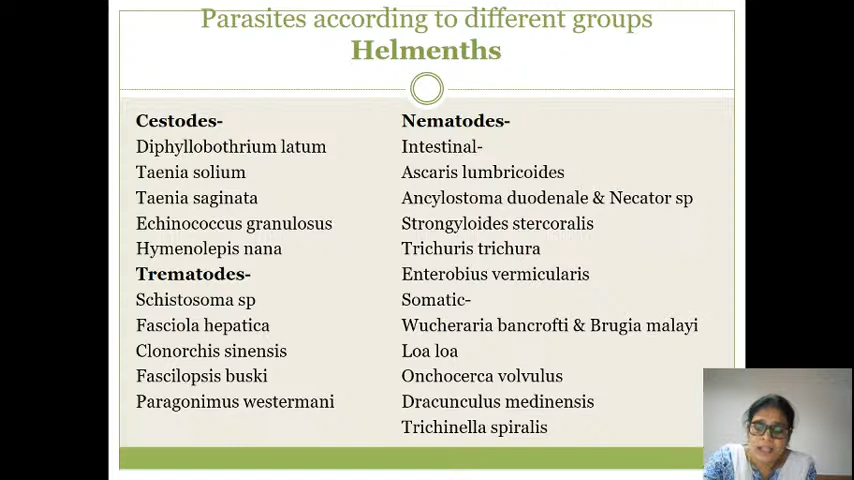 Parasites according to different groups
Helmenths
Cestodes-
Diphyllobothrium latum
Taenia solium
Taenia saginata
Echinococcus granulosus
Hymenolepis nana
Trematodes-
Schistosoma sp
Fasciola hepatica
Clonorchis sinensis
Fascilopsis buski
Paragonimus westermani
Nematodes-
Intestinal-
Ascaris lumbricoides
Ancylostoma duodenale & Necator sp
Strongyloides stercoralis
Trichuris trichura
Enterobius vermicularis
Somatic-
Wucheraria bancrofti & Brugia malayi
Loa loa
Onchocerca volvulus
Dracunculus medinensis
Trichinella spiralis